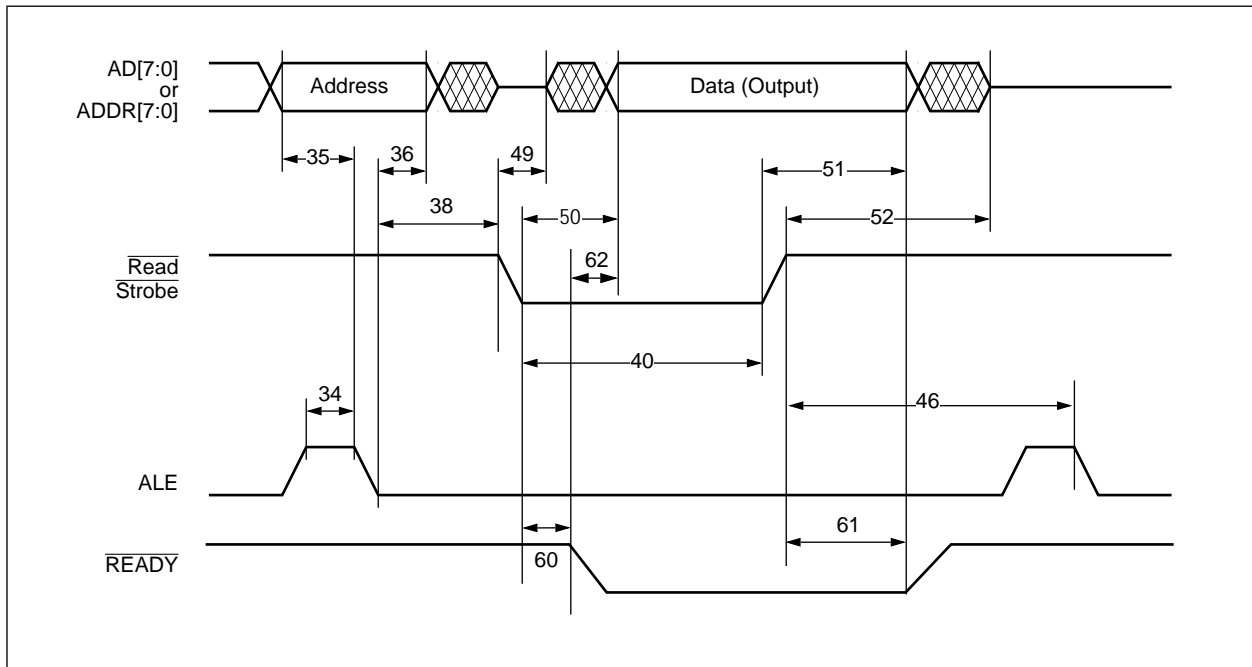 AD[7:0]
or
ADDR[7:0]
Address
Data (Output)
35
36
49
51
38
50
52
Read
Strobe
62
40
34
46
ALE
61
60
READY